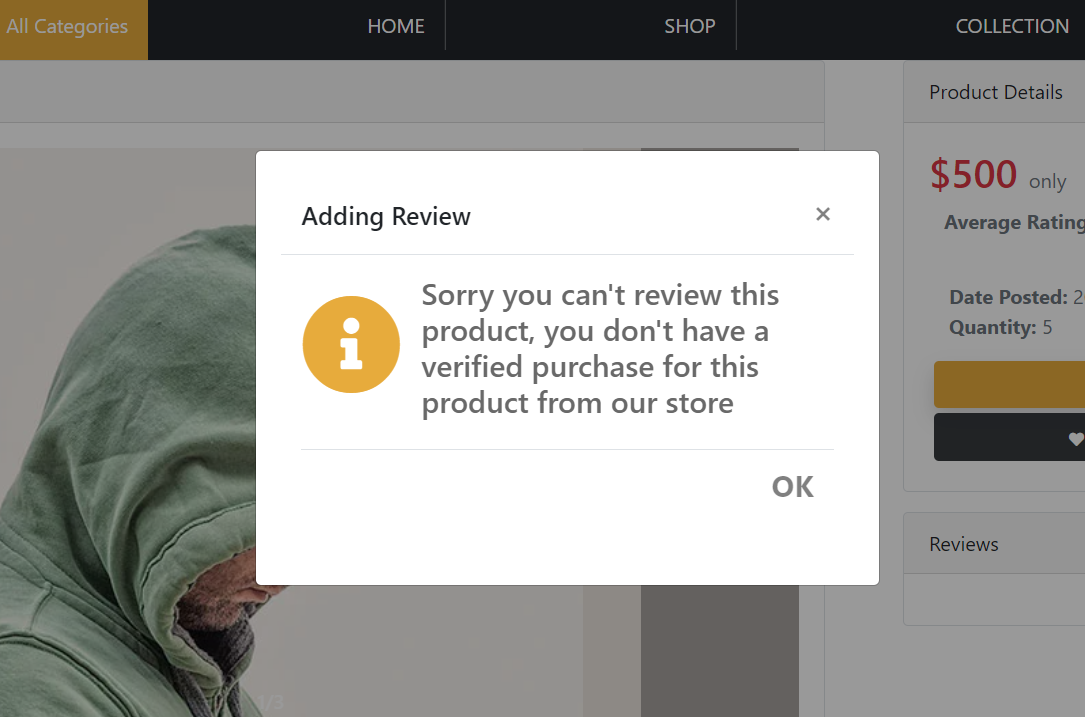 All Categories
HOME
SHOP
COLLECTION
Product Details
$500 only
Average Rating
Date Posted: 2
Quantity: 5
Adding Review
×
Sorry you can't review this
product, you don't have a
verified purchase for this
product from our store
OK
Reviews
1/3